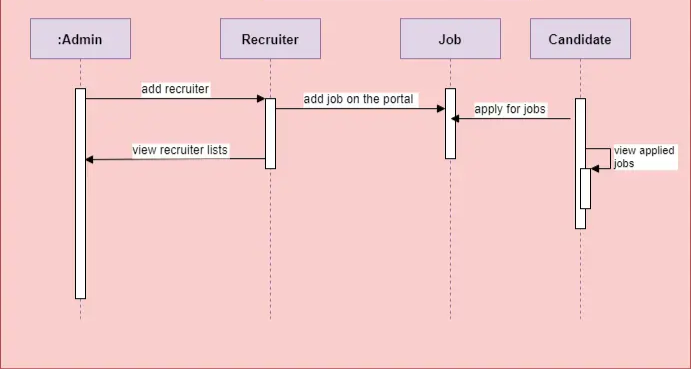 :Admin
Recruiter
Job
Candidate
add recruiter
add job on the portal
apply for jobs
view recruiter lists
view applied
jobs